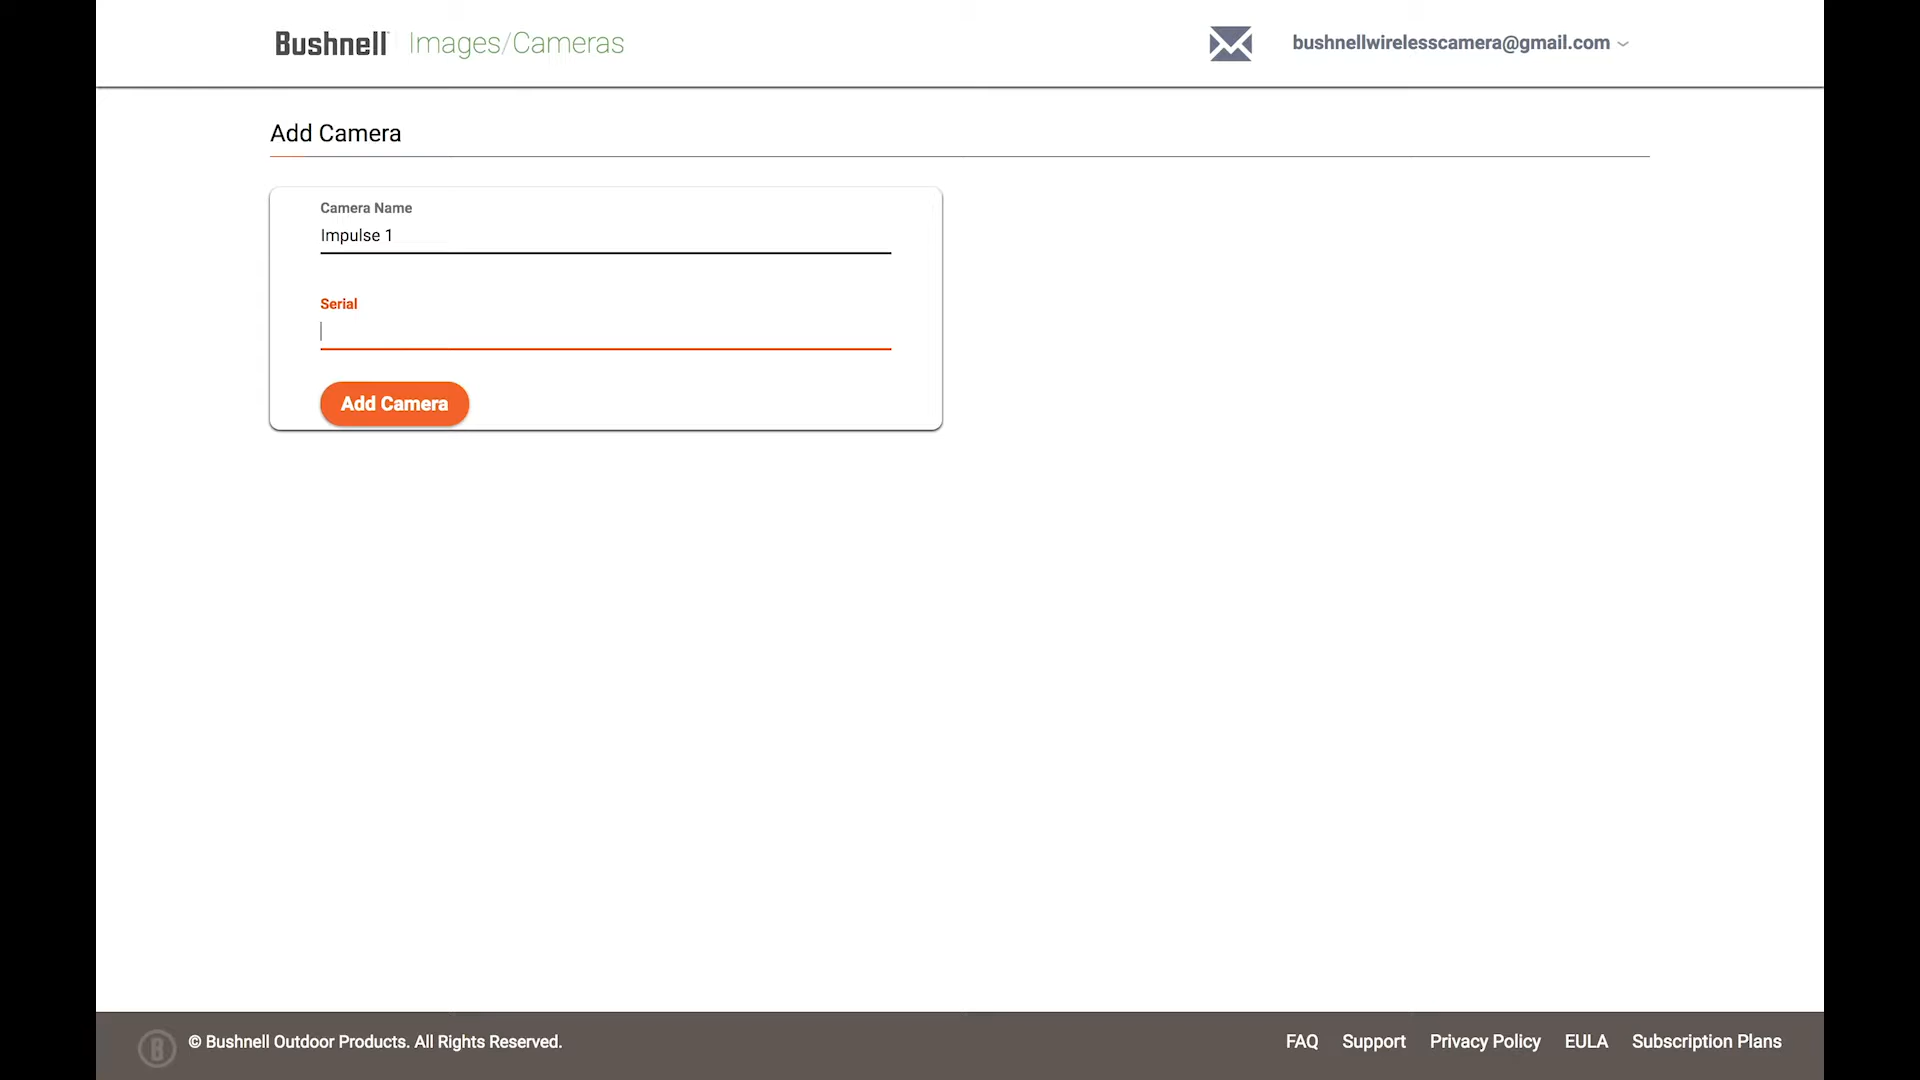 Bushnell Images/Cameras bushnellwirelesscamera@gmail.com
Add Camera
Camera Name
Impulse 1
Serial
Add Camera
B © Bushnell Outdoor Products. All Rights Reserved. FAQ Support Privacy Policy EULA Subscription Plans